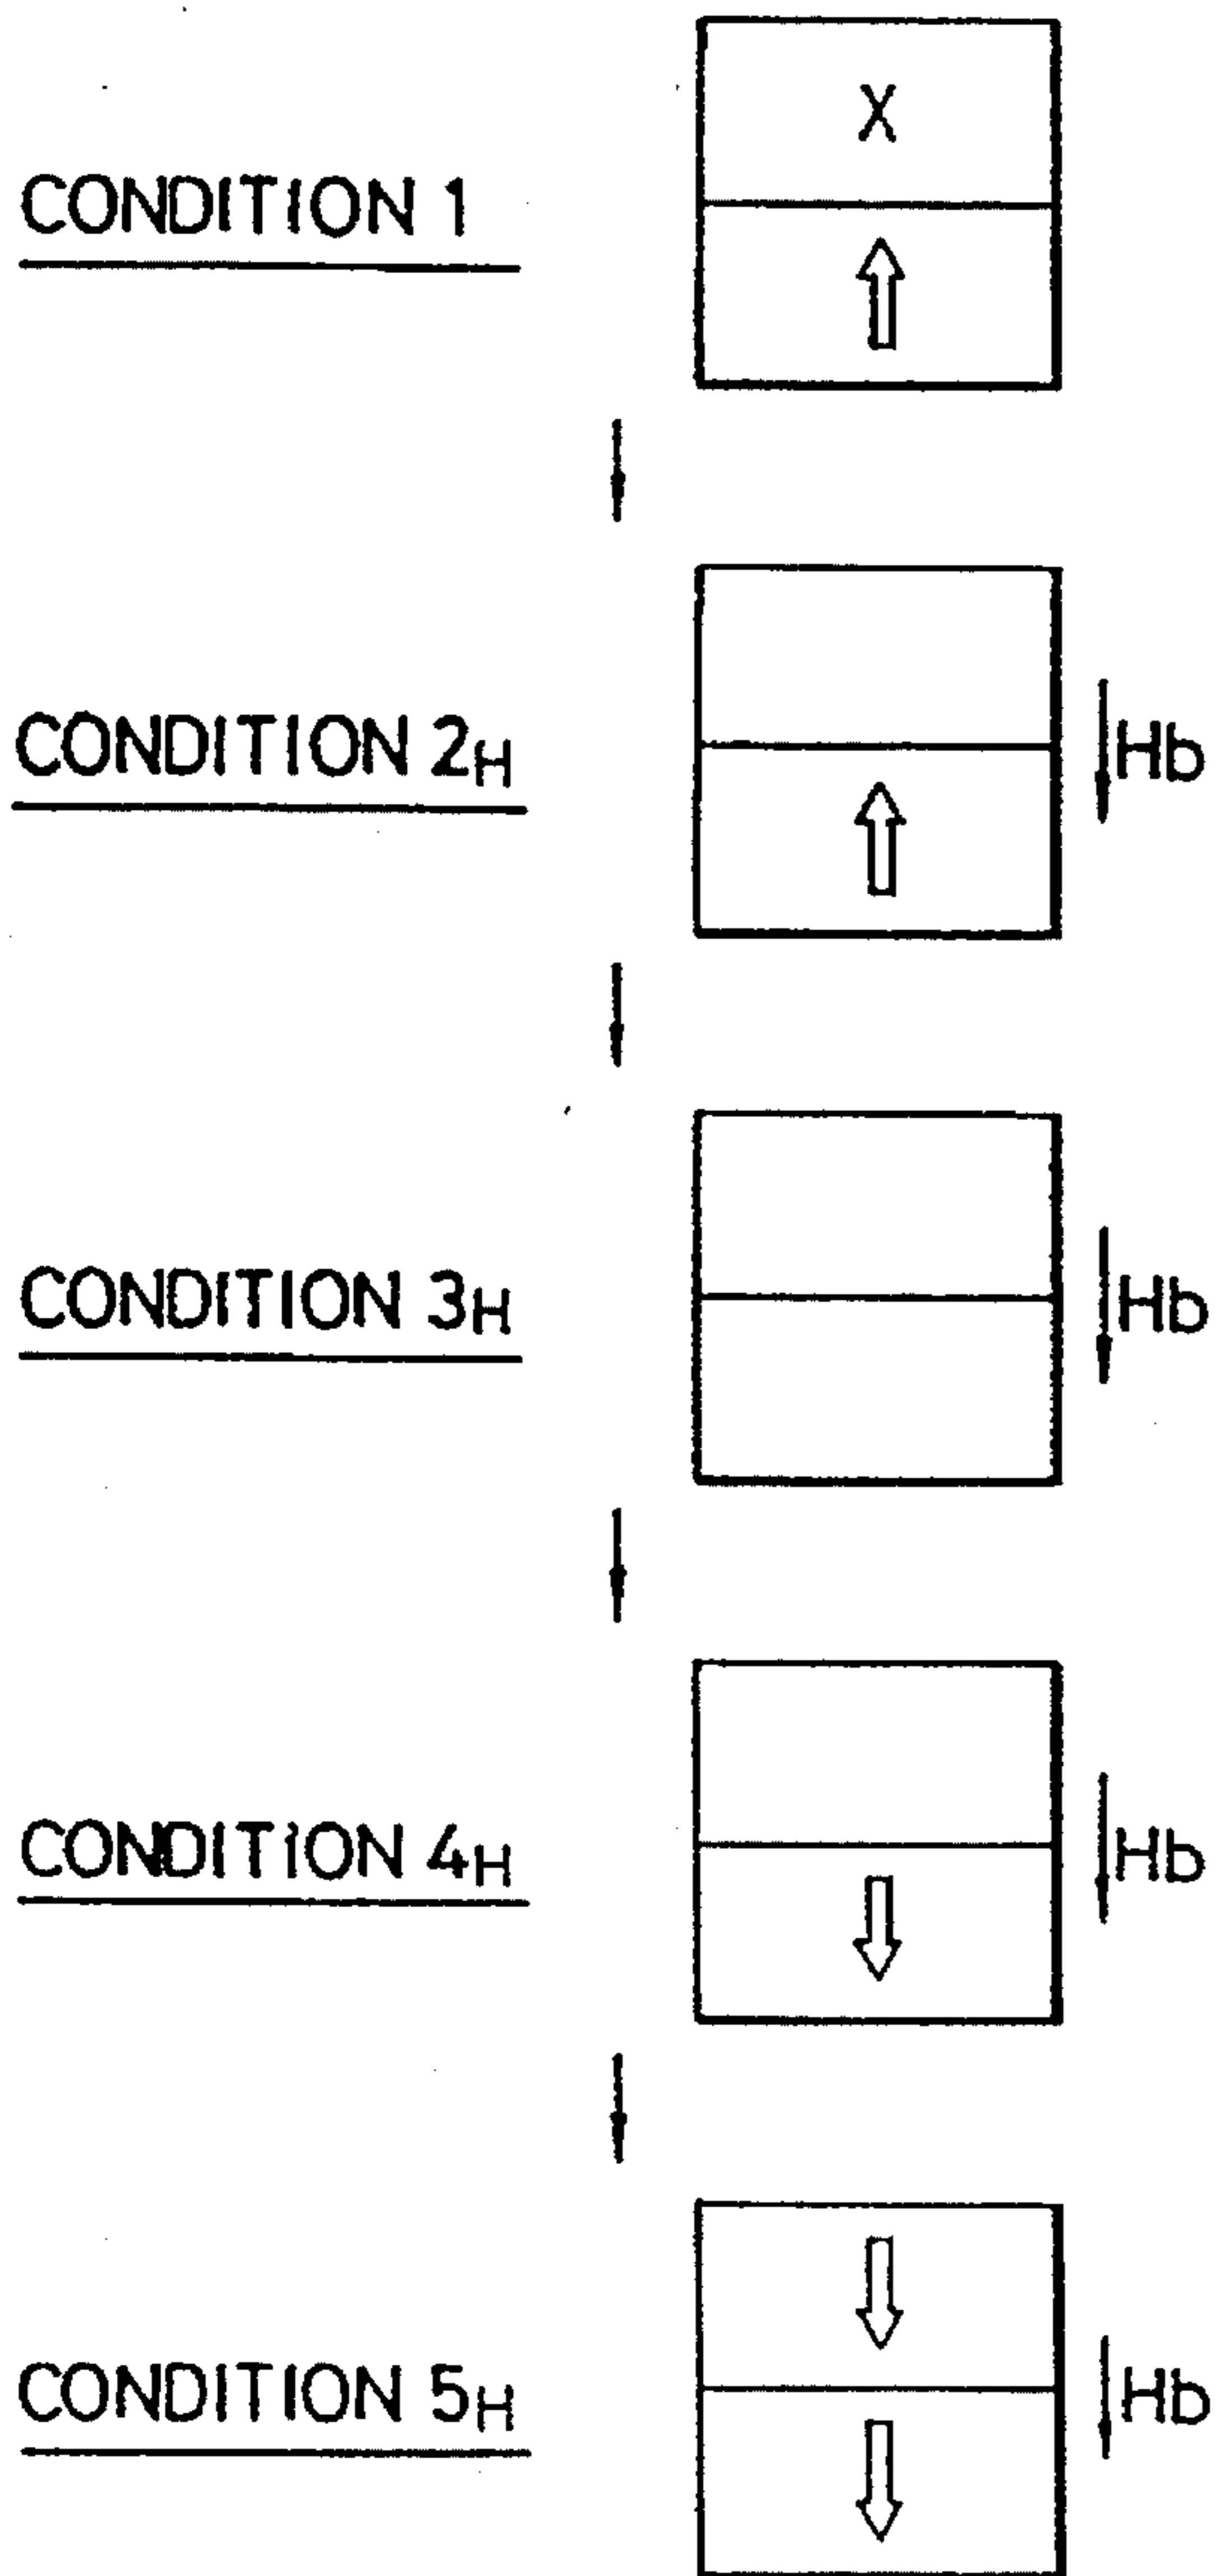 X
CONDITION 1
CONDITION 2H
Hb
CONDITION 3H
Hb
CONDITION 4H
Hb
CONDITION 5H
Hb